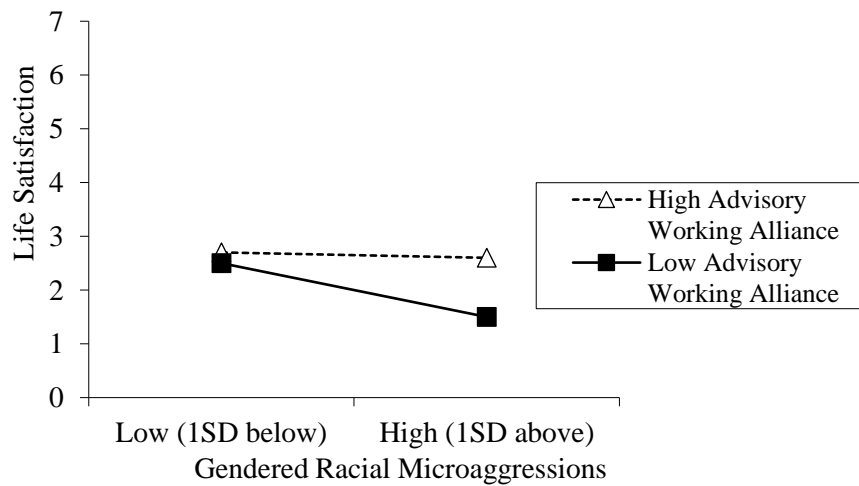 7
6
5
4
3
2
1
0
Life Satisfaction
Low (1SD below)
High (1SD above)
Gendered Racial Microaggressions
High Advisory
Working Alliance
Low Advisory
Working Alliance